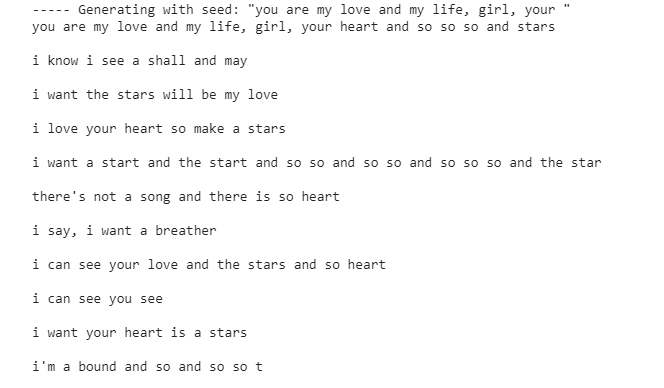 ----- Generating with seed: "you are my love and my life, girl, your "
you are my love and my life, girl, your heart and so so so and stars
i know i see a shall and may
i want the stars will be my love
i love your heart so make a stars
i want a start and the start and so so and so so and so so so and the star
there's not a song and there is so heart
i say, i want a breather
i can see your love and the stars and so heart
i can see you see
i want your heart is a stars
i'm a bound and so and so so t